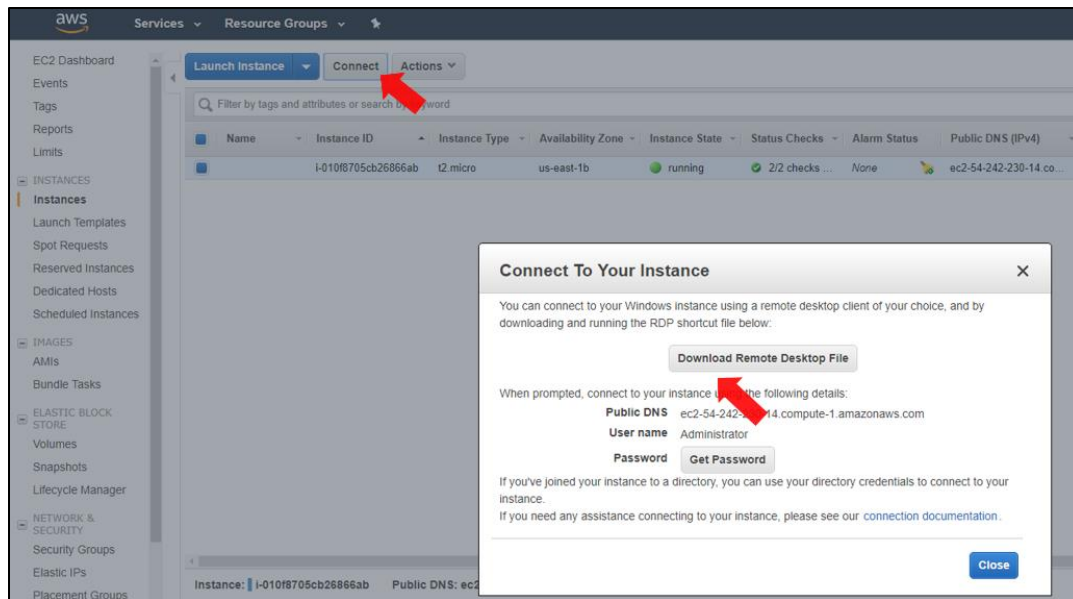 aws
Services
Resource Groups
EC2 Dashboard
Events
Tags
Reports
Limits
INSTANCES
Instances
Launch Templates
Spot Requests
Reserved Instances
Dedicated Hosts
Scheduled Instances
IMAGES
AMIs
Bundle Tasks
ELASTIC BLOCK
STORE
Volumes
Snapshots
Lifecycle Manager
NETWORK &
SECURITY
Security Groups
Elastic IPs
Placement Groups
Launch Instance
Connect
Actions
Filter by tags and attributes or search by keyword
Name Instance ID Instance Type Availability Zone Instance State Status Checks Alarm Status Public DNS (IPv4)
i-010f8705cb26866ab t2.micro us-east-1b running 2/2 checks ... None ec2-54-242-230-14.co...
Connect To Your Instance
You can connect to your Windows instance using a remote desktop client of your choice, and by
downloading and running the RDP shortcut file below:
Download Remote Desktop File
When prompted, connect to your instance using the following details:
Public DNS ec2-54-242-230-14.compute-1.amazonaws.com
User name Administrator
Password Get Password
If you've joined your instance to a directory, you can use your directory credentials to connect to your
instance.
If you need any assistance connecting to your instance, please see our connection documentation.
Close
Instance: i-010f8705cb26866ab Public DNS: ec2